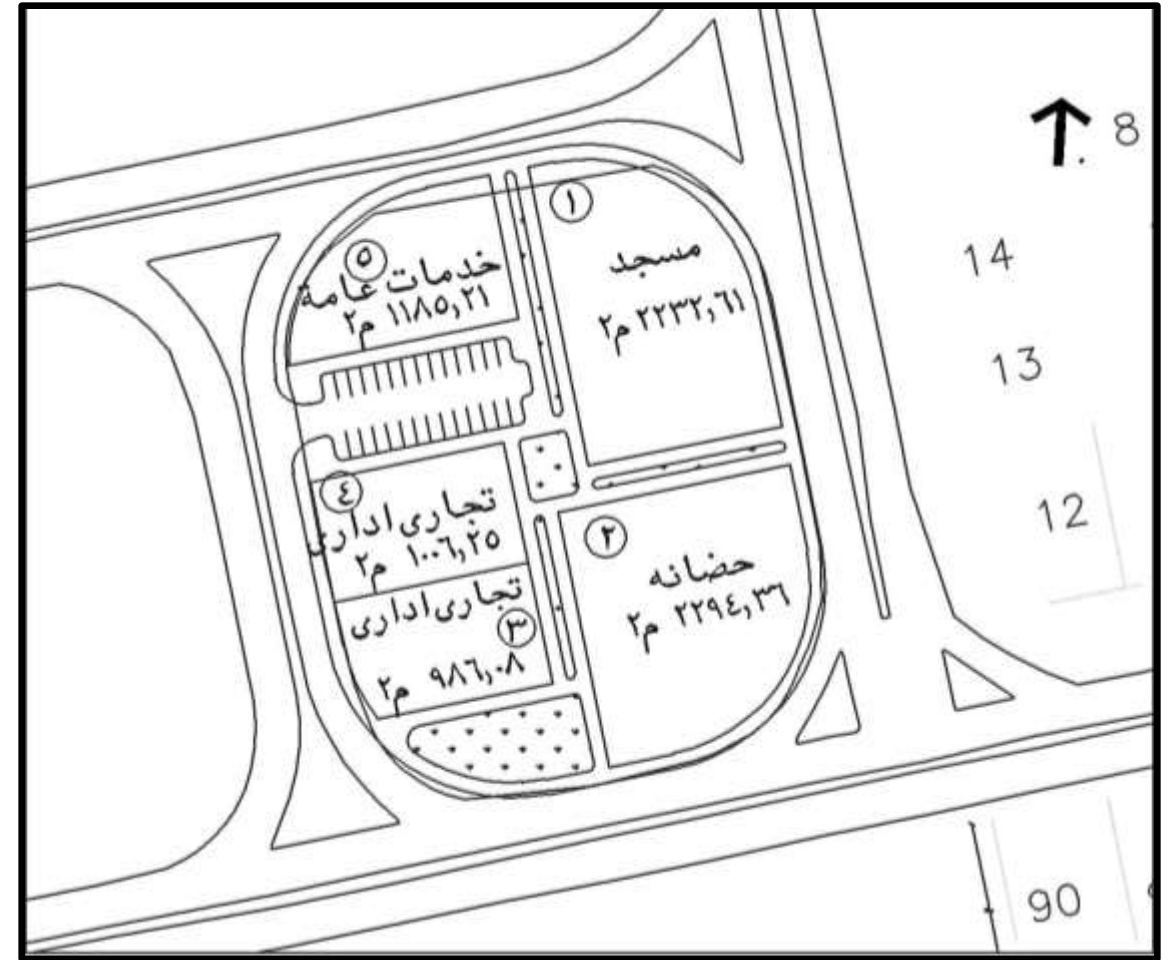 ١
مسجد
٢٢٣٢,٦١ م٢
٥
خدمات عامة
١١٨٥,٢١ م٢
٤
تجارى ادارى
١٠٠٦,٢٥ م٢
تجارى ادارى
٣
٩٨٦,٠٨ م٢
٢
حضانه
٢٢٩٤,٣٦ م٢
8
14
13
12
90